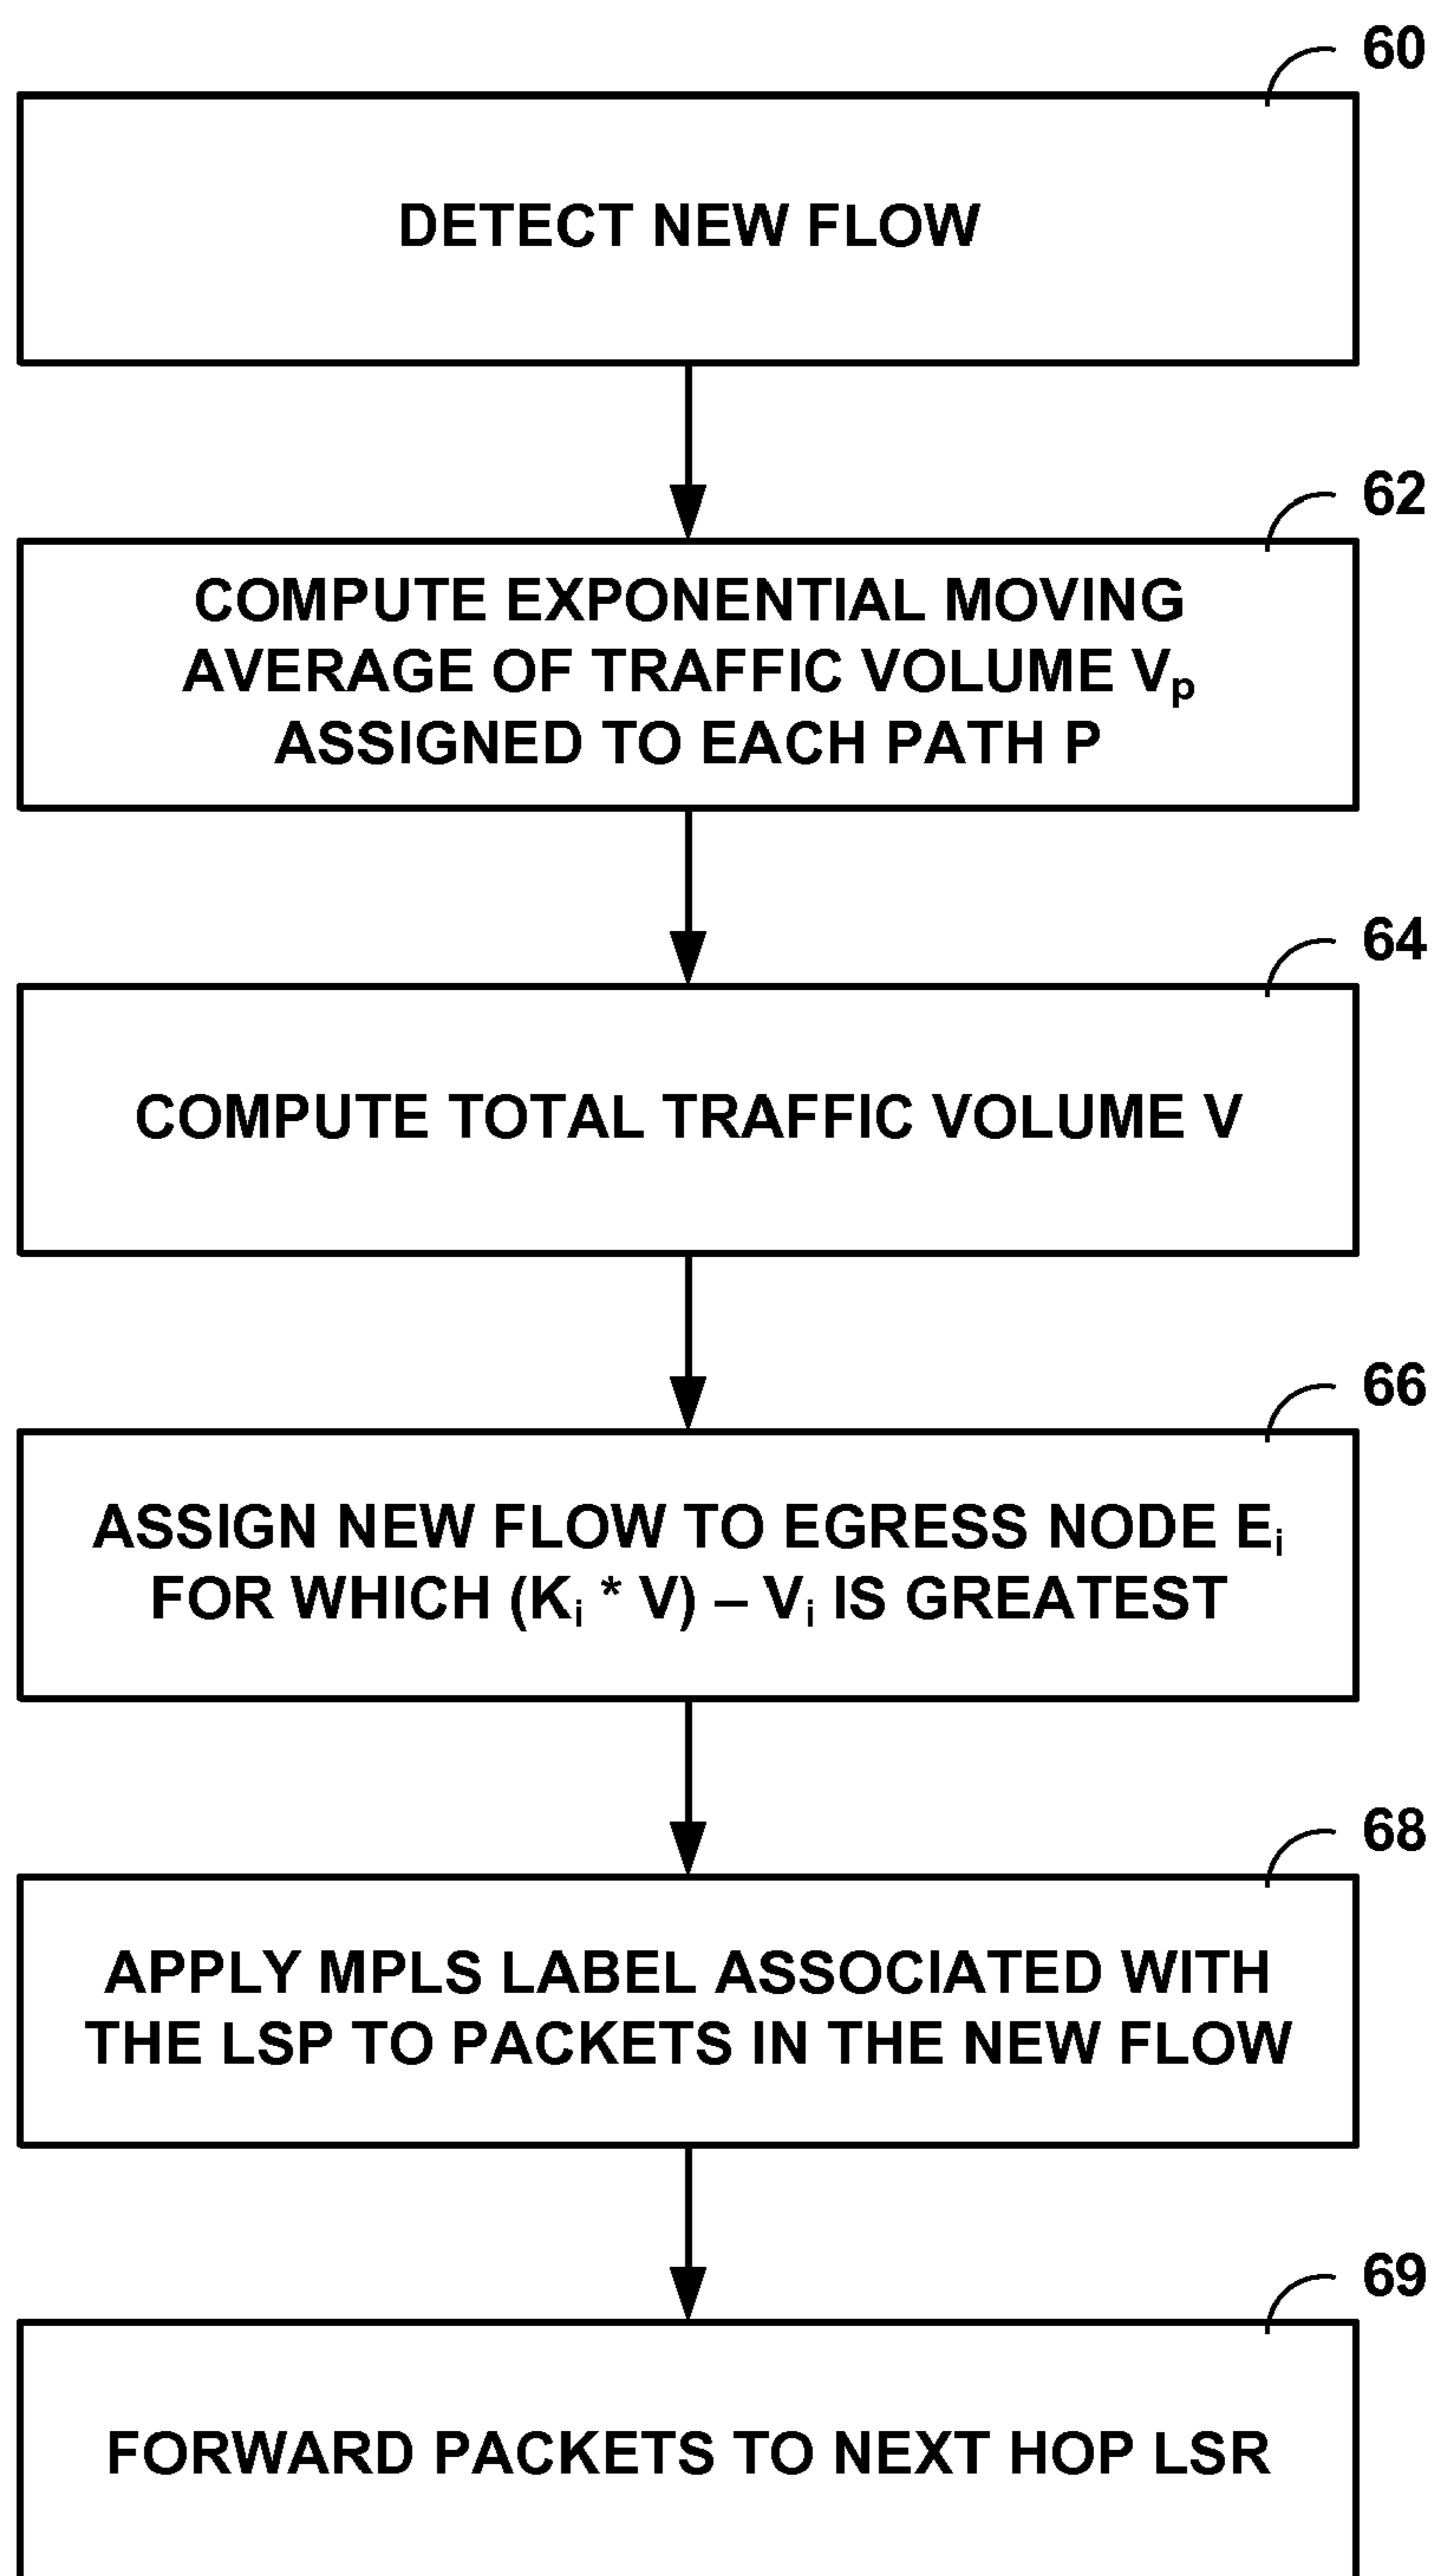 60
DETECT NEW FLOW
62
COMPUTE EXPONENTIAL MOVING
AVERAGE OF TRAFFIC VOLUME Vp
ASSIGNED TO EACH PATH P
64
COMPUTE TOTAL TRAFFIC VOLUME V
66
ASSIGN NEW FLOW TO EGRESS NODE Ei
FOR WHICH (Ki * V) – Vi IS GREATEST
68
APPLY MPLS LABEL ASSOCIATED WITH
THE LSP TO PACKETS IN THE NEW FLOW
69
FORWARD PACKETS TO NEXT HOP LSR